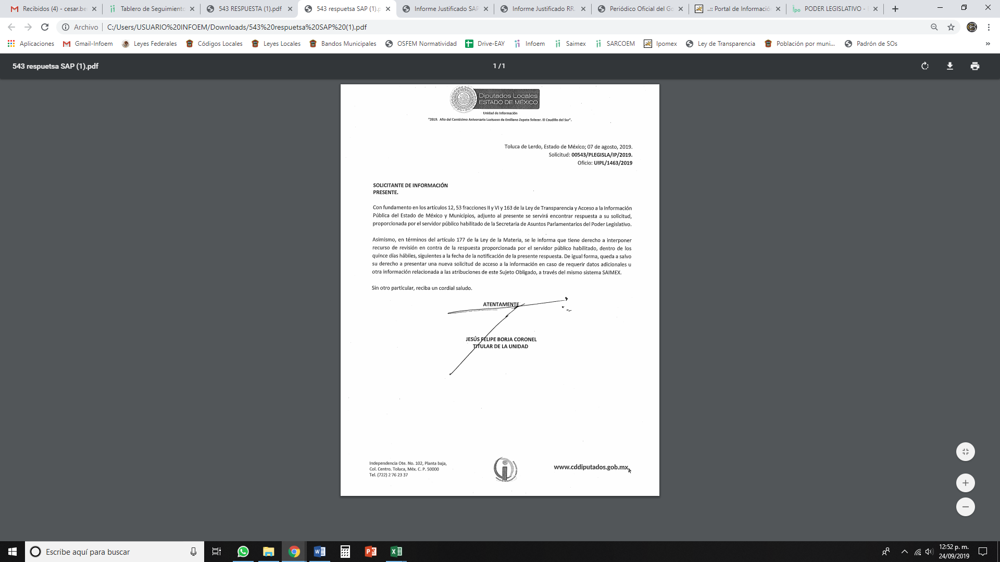 Recibidos (4) - cesar.be
Tablero de Seguimiento
543 RESPUESTA (1).pdf
543 respuetsa SAP (1).p
Informe Justificado SAP
Informe Justificado RR.
Periódico Oficial del Go
..:: Portal de Informació
PODER LEGISLATIVO -
Archivo
C:/Users/USUARIO%20INFOEM/Downloads/543%20respuetsa%20SAP%20(1).pdf
Aplicaciones
Gmail-Infoem
Leyes Federales
Códigos Locales
Leyes Locales
Bandos Municipales
OSFEM Normatividad
Drive-EAY
Infoem
Saimex
SARCOEM
Ipomex
Ley de Transparencia
Población por muni...
Padrón de SOs
»
543 respuetsa SAP (1).pdf
1 / 1
Diputados Locales
ESTADO DE MÉXICO
Unidad de Información
"2019. Año del Centésimo Aniversario Luctuoso de Emiliano Zapata Salazar. El Caudillo del Sur".
Toluca de Lerdo, Estado de México; 07 de agosto, 2019.
Solicitud: 00543/PLEGISLA/IP/2019.
Oficio: UIPL/1463/2019
SOLICITANTE DE INFORMACIÓN
PRESENTE.
Con fundamento en los artículos 12, 53 fracciones II y VI y 163 de la Ley de Transparencia y Acceso a la Información
Pública del Estado de México y Municipios, adjunto al presente se servirá encontrar respuesta a su solicitud,
proporcionada por el servidor público habilitado de la Secretaria de Asuntos Parlamentarios del Poder Legislativo.
Asimismo, en términos del artículo 177 de la Ley de la Materia, se le informa que tiene derecho a interponer
recurso de revisión en contra de la respuesta proporcionada por el servidor público habilitado, dentro de los
quince días hábiles, siguientes a la fecha de la notificación de la presente respuesta. De igual forma, queda a salvo
su derecho a presentar una nueva solicitud de acceso a la información en caso de requerir datos adicionales u
otra información relacionada a las atribuciones de este Sujeto Obligado, a través del mismo sistema SAIMEX.
Sin otro particular, reciba un cordial saludo.
ATENTAMENTE
JESÚS FELIPE BORJA CORONEL
TITULAR DE LA UNIDAD
Independencia Ote. No. 102, Planta baja,
Col. Centro. Toluca, Méx. C. P. 50000
Tel. (722) 2 76 23 37
www.cddiputados.gob.mx
Escribe aquí para buscar
12:52 p. m.
24/09/2019